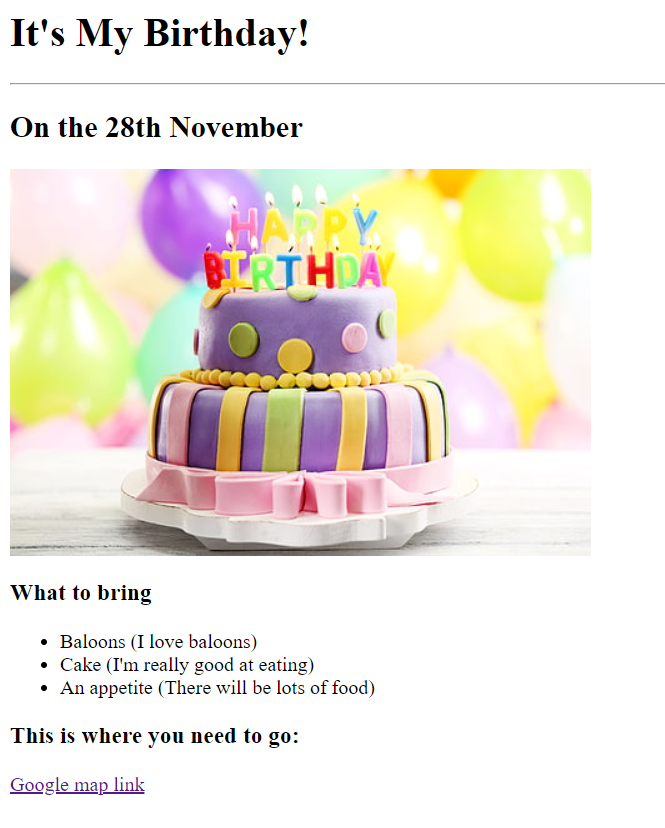 It's My Birthday!
On the 28th November
HAPPY
BIRTHDAY
What to bring
Baloons (I love baloons)
Cake (I'm really good at eating)
An appetite (There will be lots of food)
This is where you need to go:
Google map link